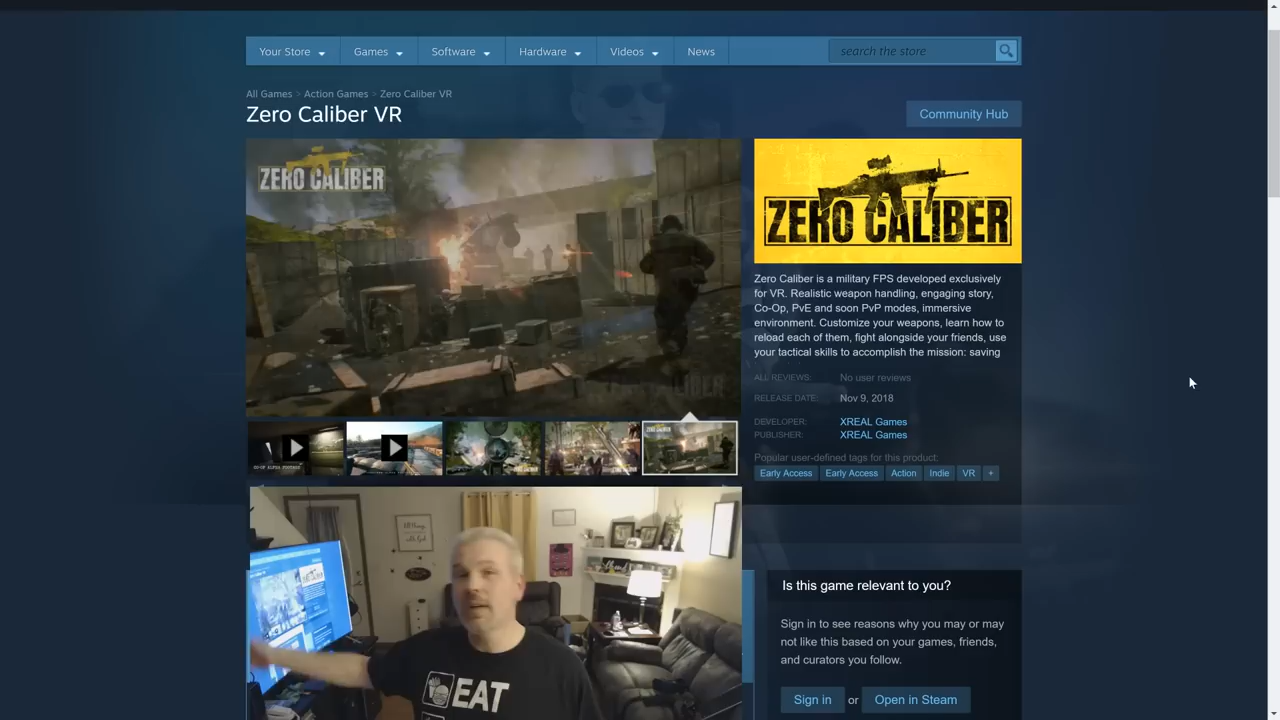 Your Store Games Software Hardware Videos News search the store
All Games > Action Games > Zero Caliber VR
Zero Caliber VR
Community Hub
ZERO CALIBER
ZERO CALIBER
Zero Caliber is a military FPS developed exclusively
for VR. Realistic weapon handling, engaging story,
Co-Op, PvE and soon PvP modes, immersive
environment. Customize your weapons, learn how to
reload each of them, fight alongside your friends, use
your tactical skills to accomplish the mission: saving
ALL REVIEWS: No user reviews
RELEASE DATE: Nov 9, 2018
DEVELOPER: XREAL Games
PUBLISHER: XREAL Games
Popular user-defined tags for this product:
Early Access Early Access Action Indie VR +
Is this game relevant to you?
Sign in to see reasons why you may or may
not like this based on your games, friends,
and curators you follow.
Sign in or Open in Steam
EAT